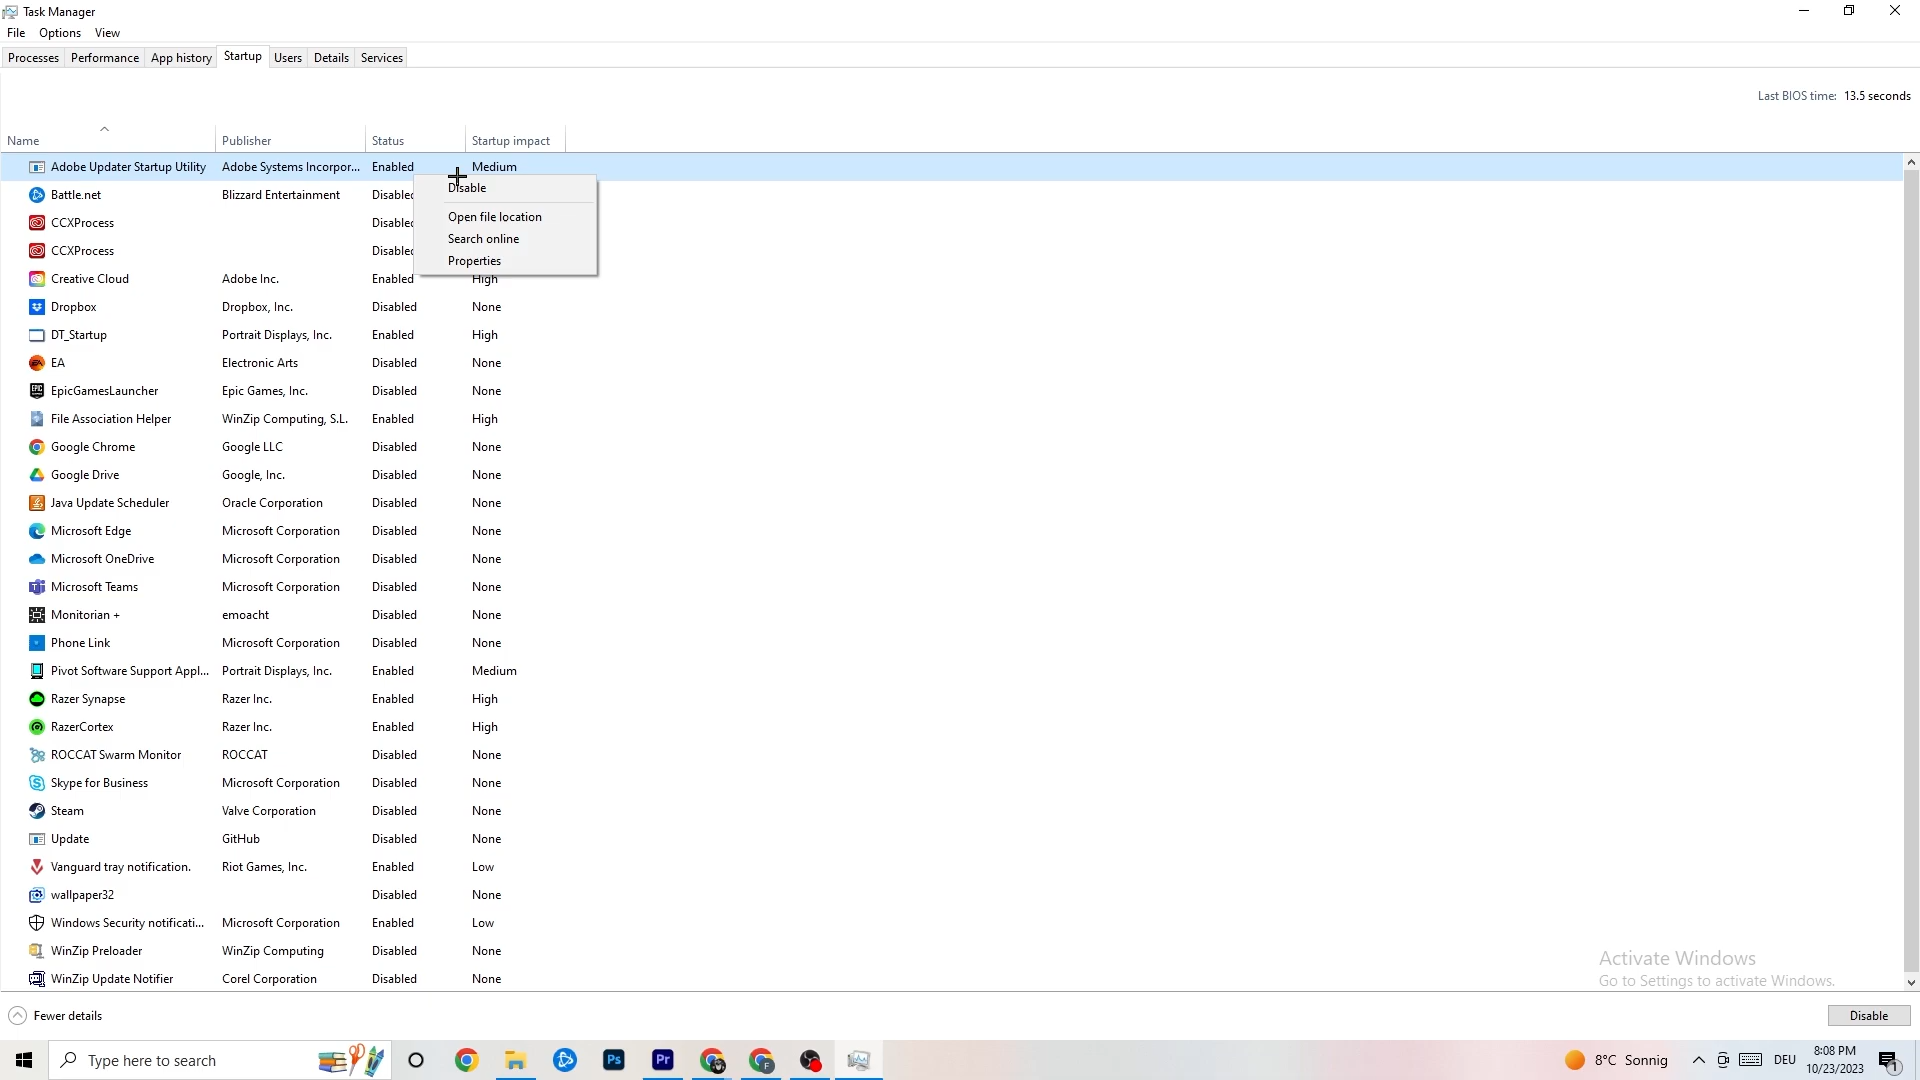 Task Manager
File Options View
Processes Performance App history Startup Users Details Services
Last BIOS time: 13.5 seconds
Name Publisher Status Startup impact
Adobe Updater Startup Utility Adobe Systems Incorpor... Enabled Medium
Disable
Open file location
Search online
Properties
Battle.net Blizzard Entertainment Disabled
CCXProcess Disabled
CCXProcess Disabled
Creative Cloud Adobe Inc. Enabled High
Dropbox Dropbox, Inc. Disabled None
DT_Startup Portrait Displays, Inc. Enabled High
EA Electronic Arts Disabled None
EpicGamesLauncher Epic Games, Inc. Disabled None
File Association Helper WinZip Computing, S.L. Enabled High
Google Chrome Google LLC Disabled None
Google Drive Google, Inc. Disabled None
Java Update Scheduler Oracle Corporation Disabled None
Microsoft Edge Microsoft Corporation Disabled None
Microsoft OneDrive Microsoft Corporation Disabled None
Microsoft Teams Microsoft Corporation Disabled None
Monitorian + emoacht Disabled None
Phone Link Microsoft Corporation Disabled None
Pivot Software Support Appl... Portrait Displays, Inc. Enabled Medium
Razer Synapse Razer Inc. Enabled High
RazerCortex Razer Inc. Enabled High
ROCCAT Swarm Monitor ROCCAT Disabled None
Skype for Business Microsoft Corporation Disabled None
Steam Valve Corporation Disabled None
Update GitHub Disabled None
Vanguard tray notification. Riot Games, Inc. Enabled Low
wallpaper32 Disabled None
Windows Security notificati... Microsoft Corporation Enabled Low
WinZip Preloader WinZip Computing Disabled None
WinZip Update Notifier Corel Corporation Disabled None
Activate Windows
Go to Settings to activate Windows.
Fewer details Disable
Type here to search Ps Pr F 8°C Sonnig DEU 8:08 PM
10/23/2023 1